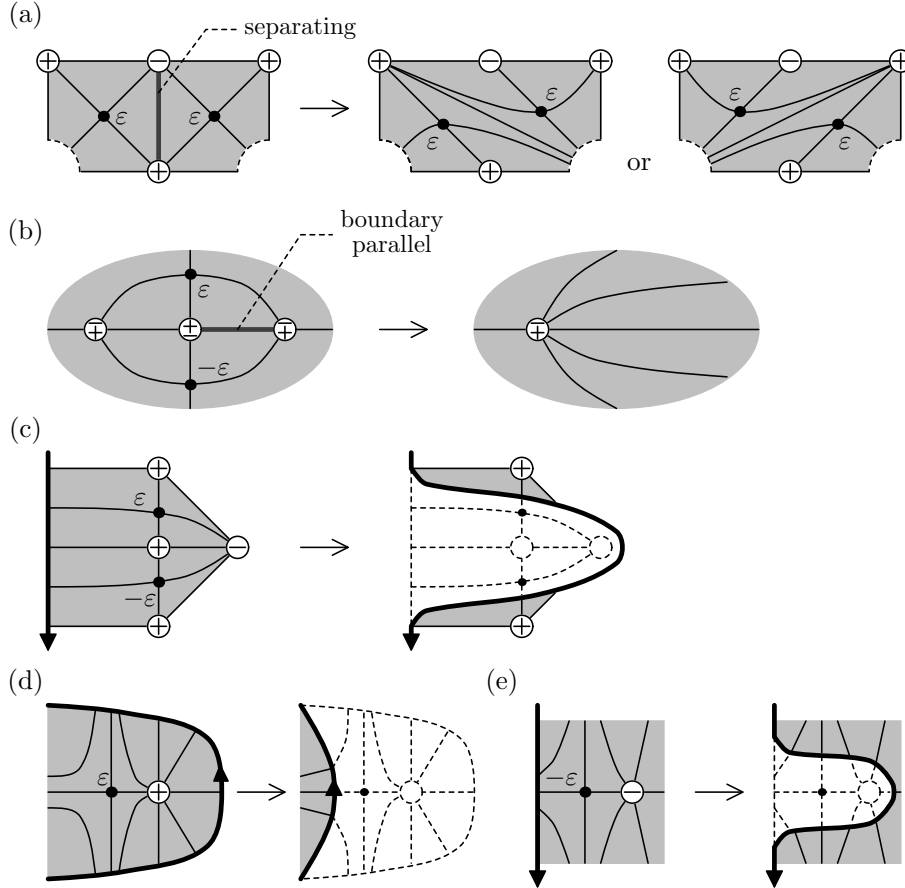 (a)
separating
+
−
+
ε
ε
+
+
−
+
ε
ε
+
or
−
+
ε
ε
+
(b)
boundary
parallel
ε
∓
±
∓
−ε
∓
(c)
+
ε
+
−
−ε
+
+
+
(d)
ε
+
(e)
−ε
−